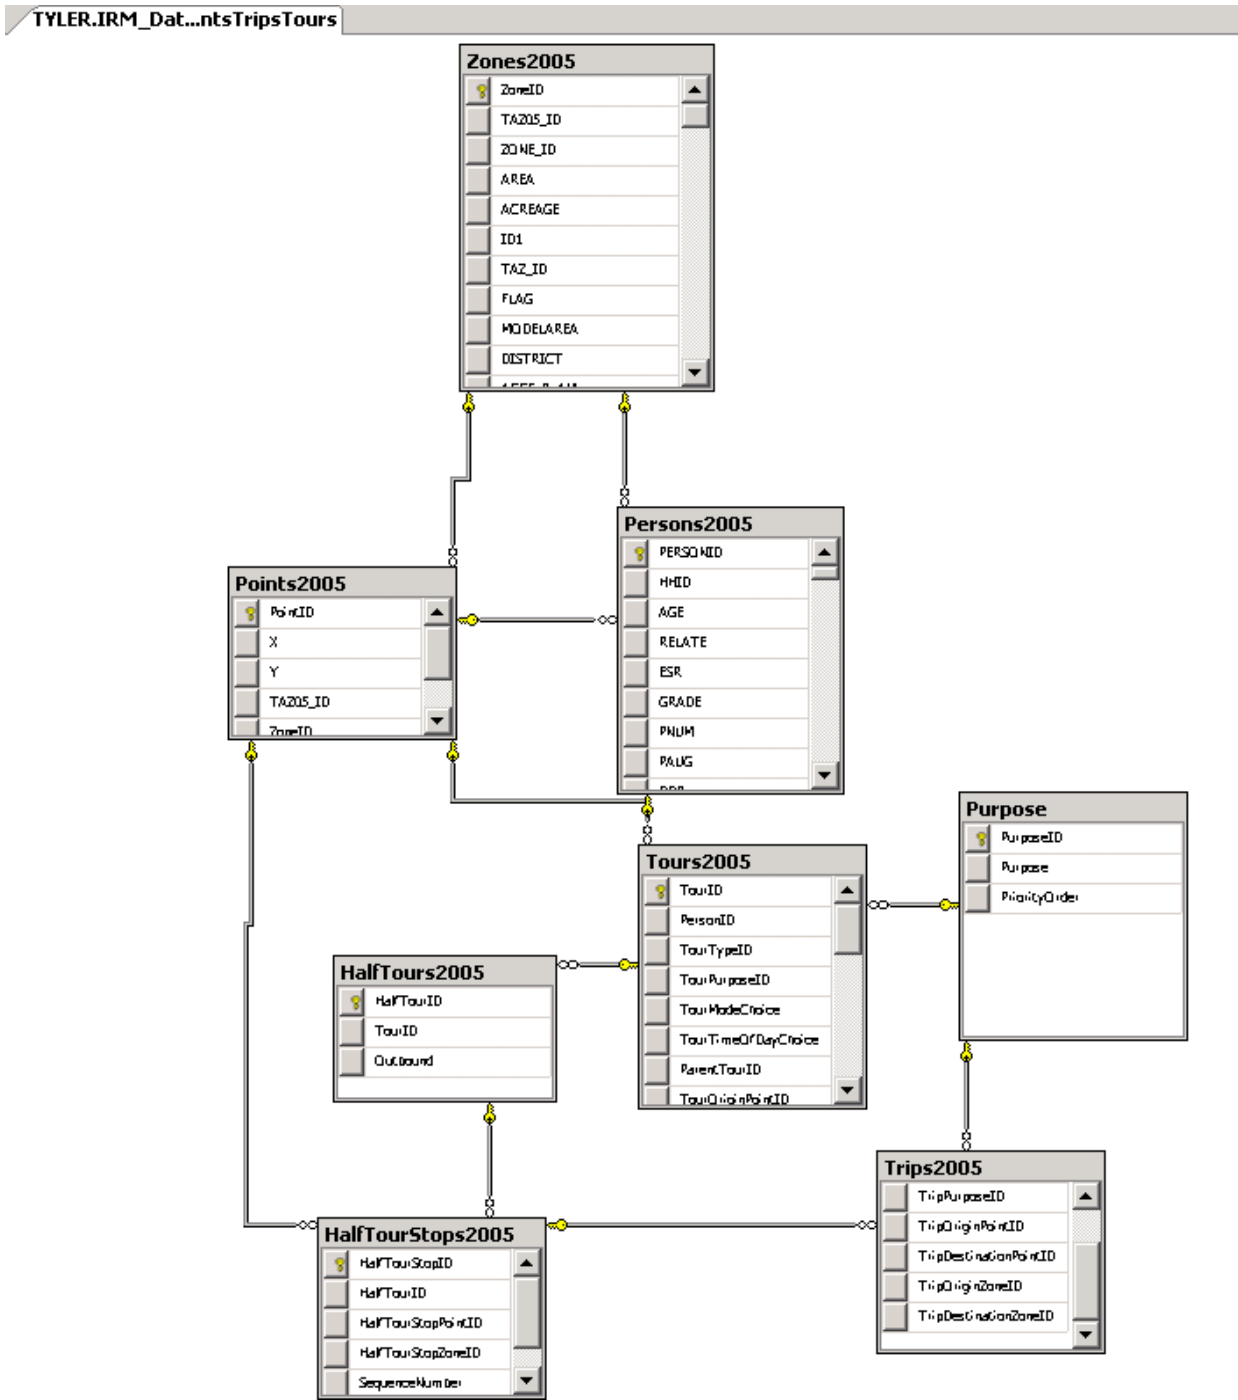 TYLER.IRM_Dat...ntsTripsTours
Zones2005
ZoneID
TAZ05_ID
ZONE_ID
AREA
ACREAGE
ID1
TAZ_ID
FLAG
MODELAREA
DISTRICT
Persons2005
PERSONID
HHID
AGE
RELATE
ESR
GRADE
PNUM
PAUG
Points2005
PointID
X
Y
TAZ05_ID
ZoneID
Purpose
PurposeID
Purpose
PriorityOrder
Tours2005
TourID
PersonID
TourTypeID
TourPurposeID
TourModeChoice
TourTimeOfDayChoice
ParentTourID
TourOriginPointID
HalfTours2005
HalfTourID
TourID
Outbound
Trips2005
TripPurposeID
TripOriginPointID
TripDestinationPointID
TripOriginZoneID
TripDestinationZoneID
HalfTourStops2005
HalfTourStopID
HalfTourID
HalfTourStopPointID
HalfTourStopZoneID
SequenceNumber